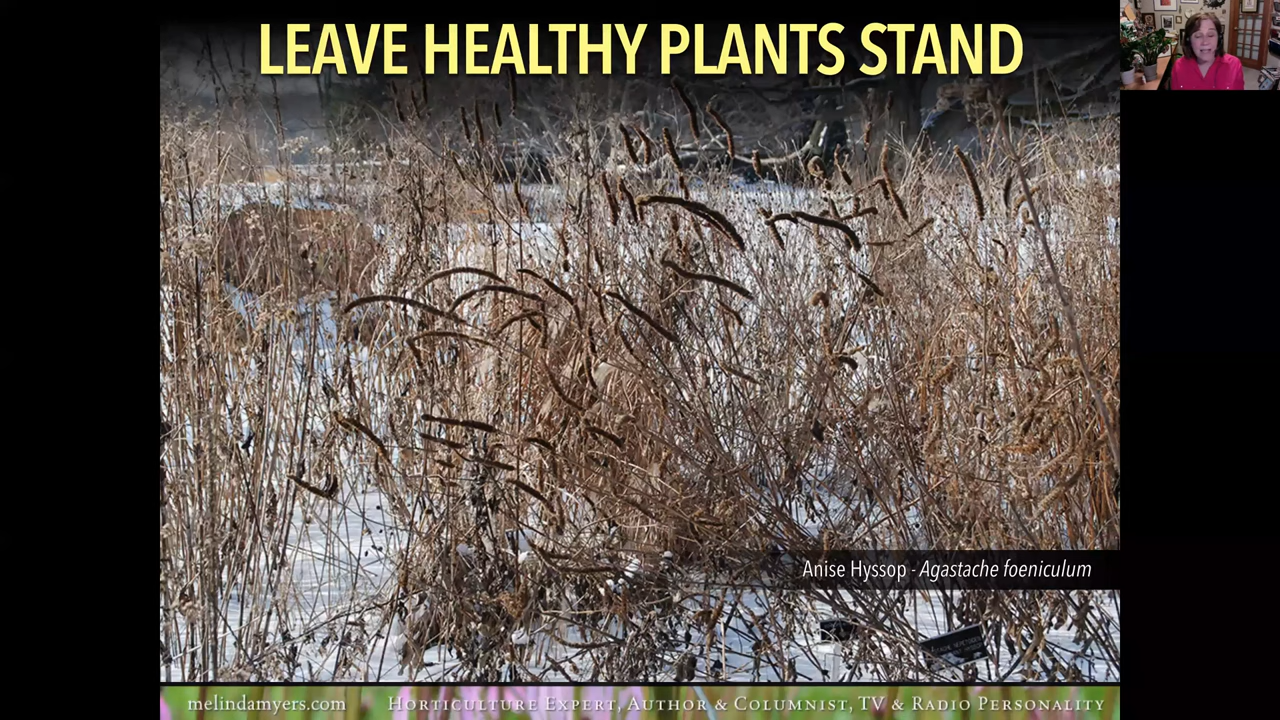 LEAVE HEALTHY PLANTS STAND
Anise Hyssop - Agastache foeniculum
melindamyers.com Horticulture Expert, Author & Columnist, TV & Radio Personality